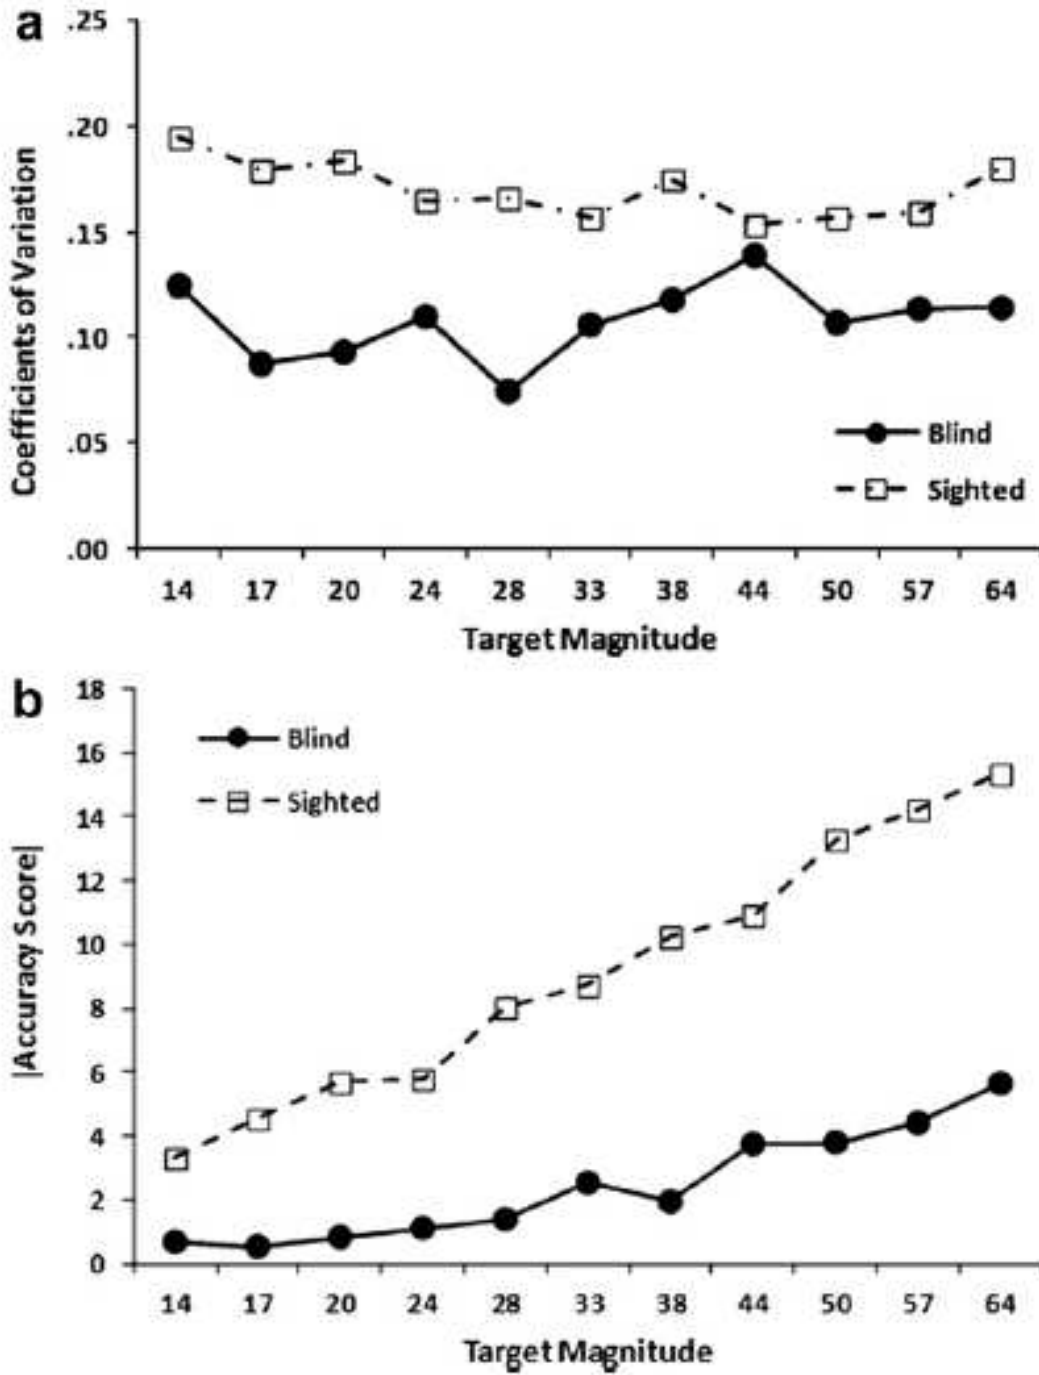 a
.25
.20
.15
.10
.05
.00
Coefficients of Variation
Blind
Sighted
14 17 20 24 28 33 38 44 50 57 64
Target Magnitude
b
18
16
14
12
10
8
6
4
2
0
|Accuracy Score|
Blind
Sighted
14 17 20 24 28 33 38 44 50 57 64
Target Magnitude